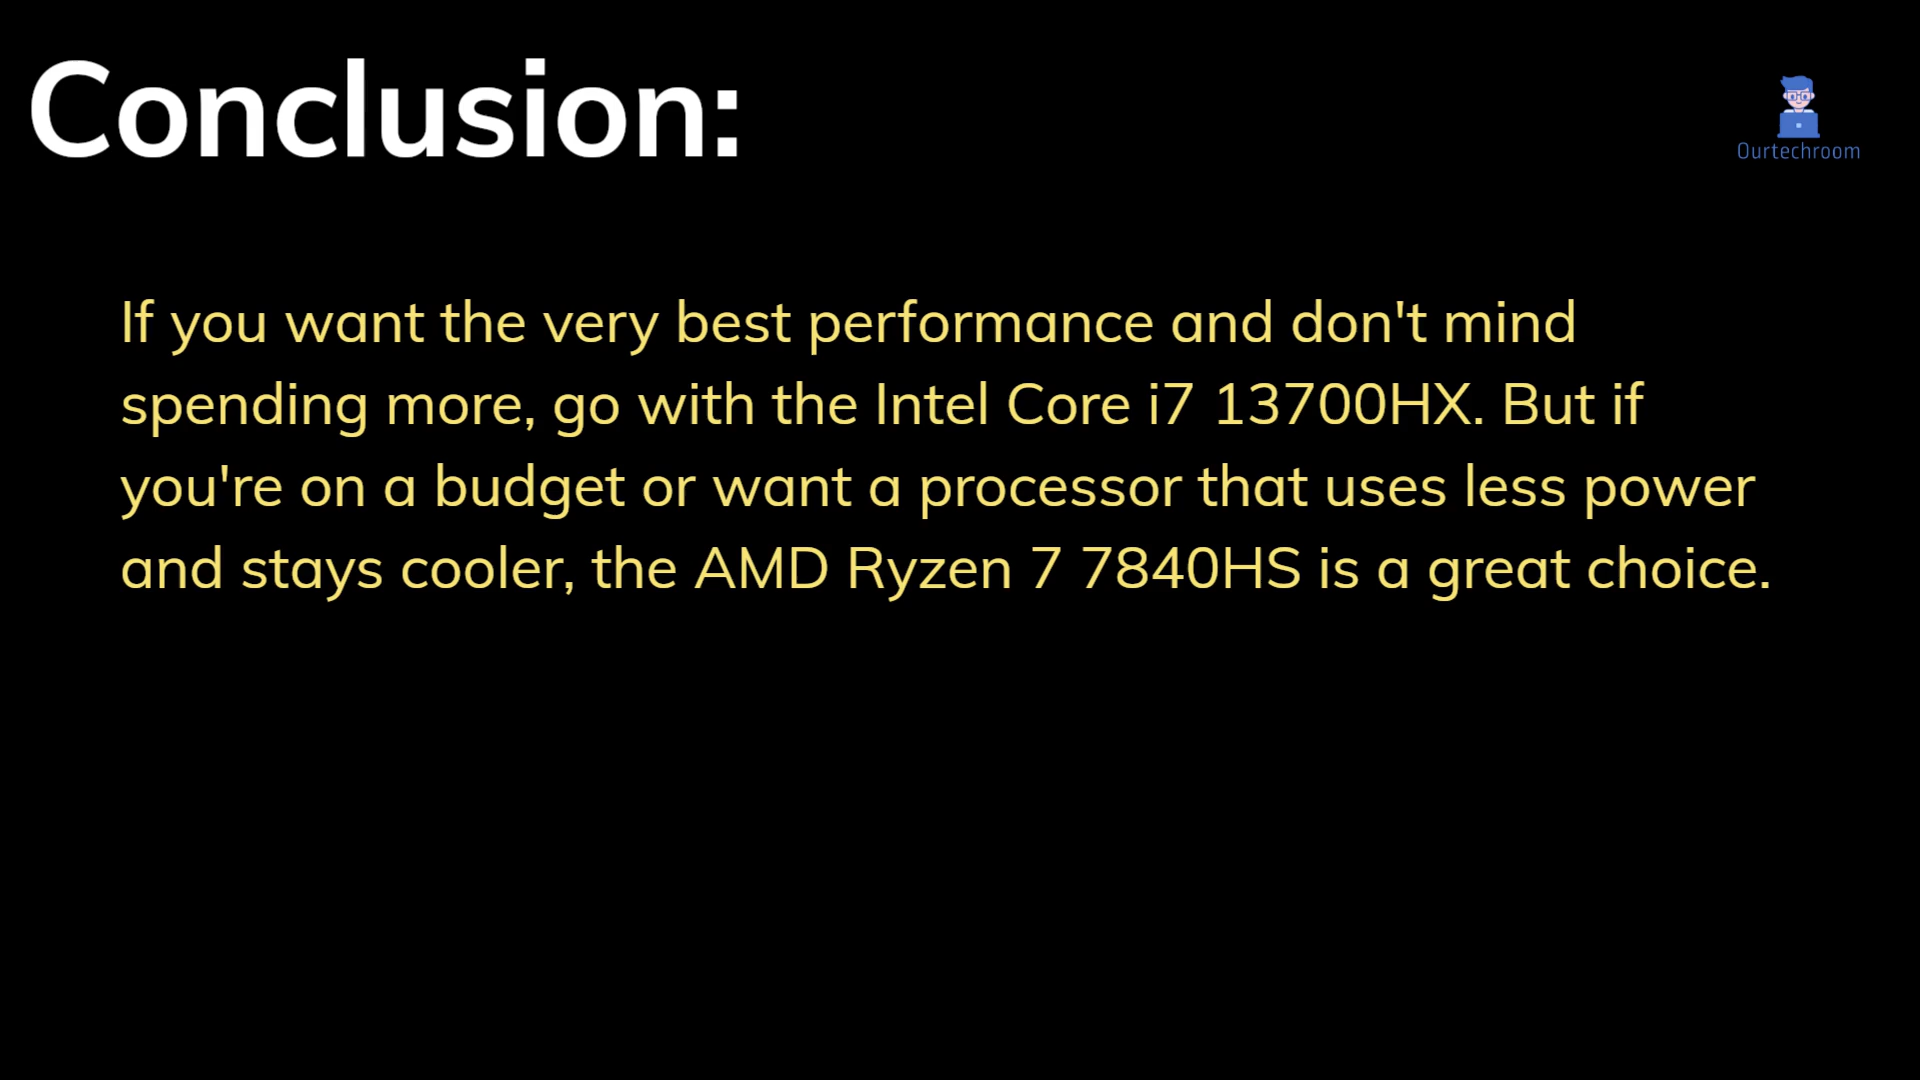 Conclusion:
Ourtechroom
If you want the very best performance and don't mind
spending more, go with the Intel Core i7 13700HX. But if
you're on a budget or want a processor that uses less power
and stays cooler, the AMD Ryzen 7 7840HS is a great choice.